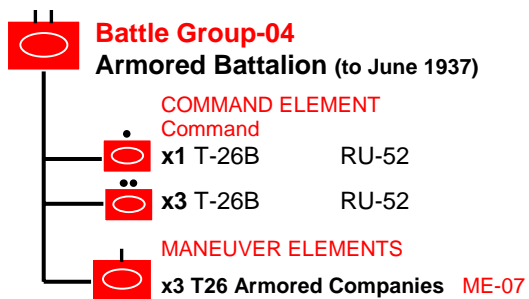 Battle Group-04
Armored Battalion (to June 1937)
COMMAND ELEMENT
Command
x1 T-26B RU-52
x3 T-26B RU-52
MANEUVER ELEMENTS
x3 T26 Armored Companies ME-07